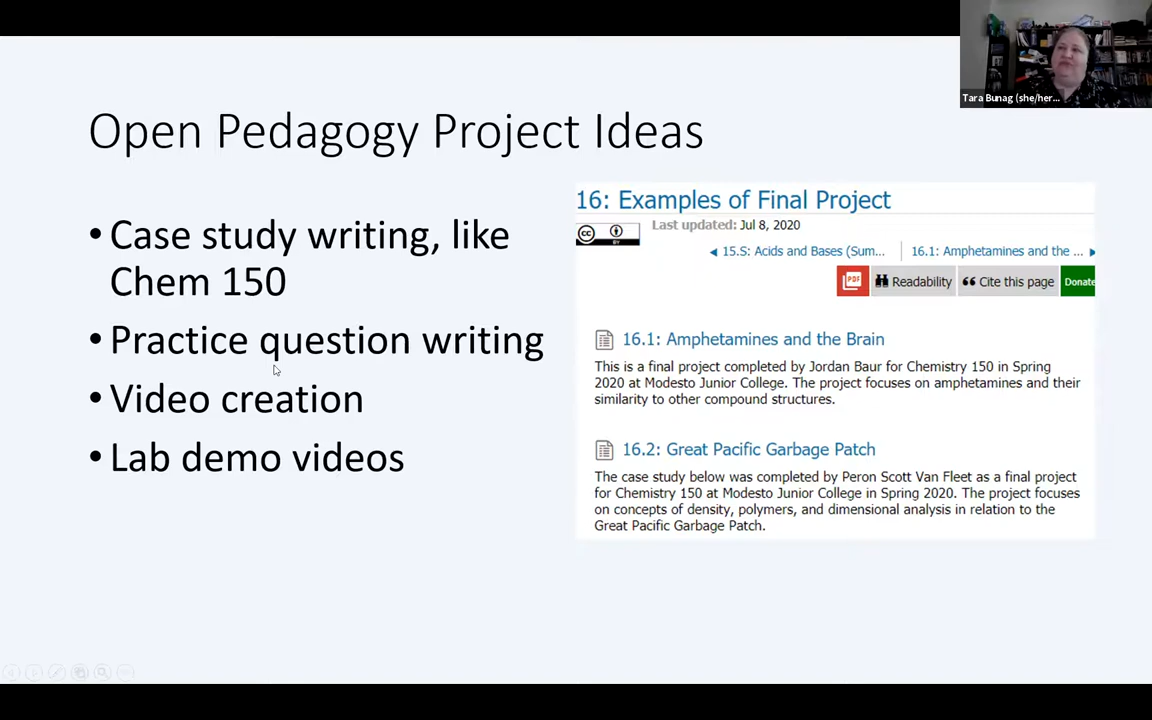 Tara Bunag (she/her...
Open Pedagogy Project Ideas
• Case study writing, like
Chem 150
• Practice question writing
• Video creation
• Lab demo videos
16: Examples of Final Project
cc BY
Last updated: Jul 8, 2020
◄ 15.S: Acids and Bases (Sum...
16.1: Amphetamines and the ... ►
PDF
Readability
“ Cite this page
Donate
16.1: Amphetamines and the Brain
This is a final project completed by Jordan Baur for Chemistry 150 in Spring
2020 at Modesto Junior College. The project focuses on amphetamines and their
similarity to other compound structures.
16.2: Great Pacific Garbage Patch
The case study below was completed by Peron Scott Van Fleet as a final project
for Chemistry 150 at Modesto Junior College in Spring 2020. The project focuses
on concepts of density, polymers, and dimensional analysis in relation to the
Great Pacific Garbage Patch.